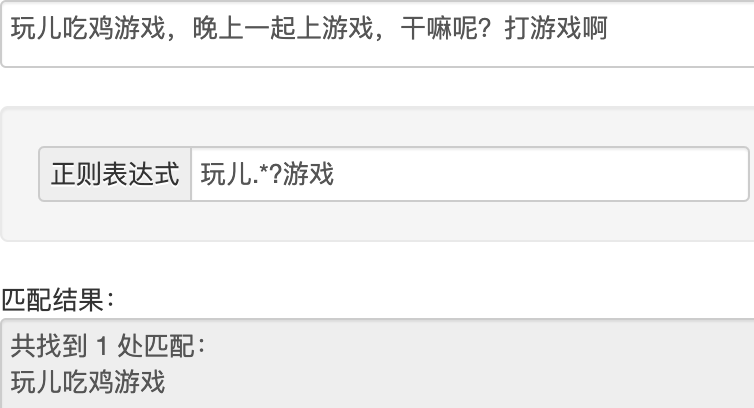 玩儿吃鸡游戏，晚上一起上游戏，干嘛呢？打游戏啊
正则表达式 玩儿.*?游戏
匹配结果：
共找到 1 处匹配：
玩儿吃鸡游戏